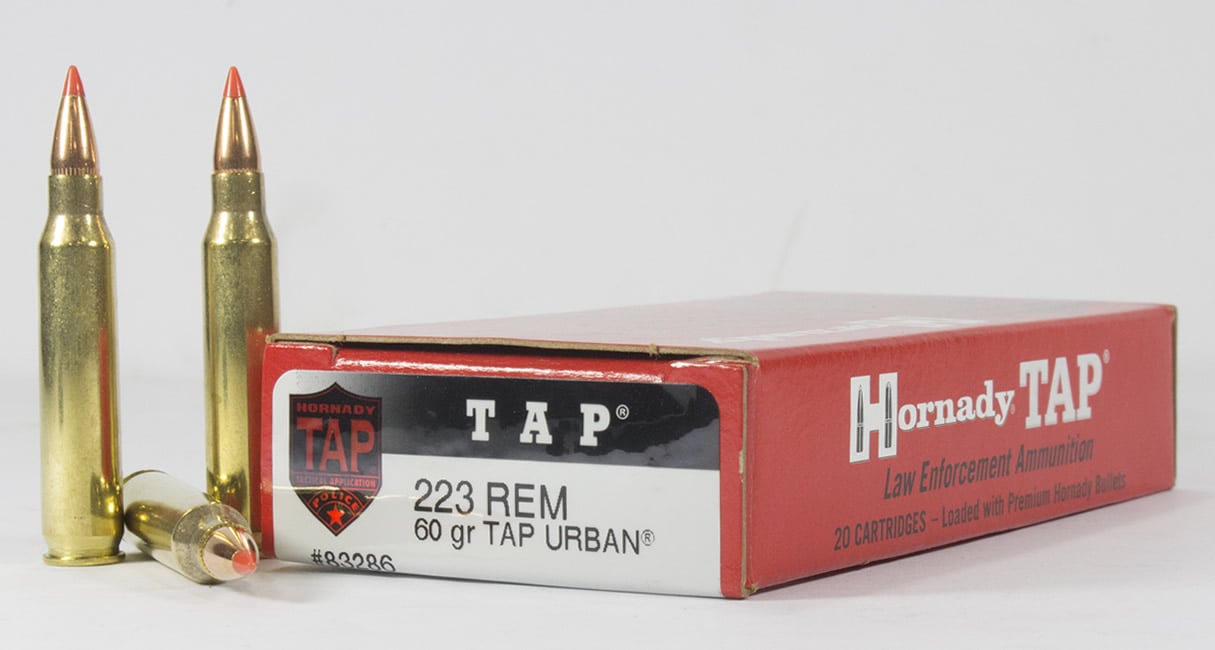 HORNADY
TAP
TACTICAL APPLICATION
POLICE
TAP®
223 REM
60 gr TAP URBAN®
#83286
Hornady® TAP®
Law Enforcement Ammunition
20 CARTRIDGES – Loaded with Premium Hornady Bullets